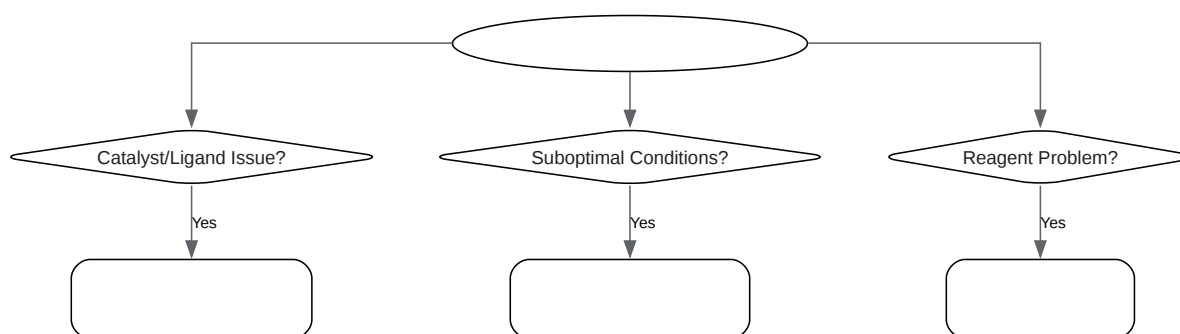 Catalyst/Ligand Issue?
Suboptimal Conditions?
Reagent Problem?
Yes
Yes
Yes